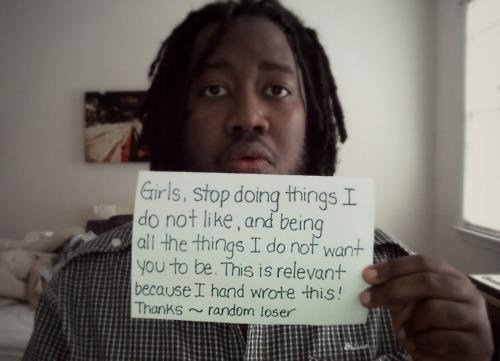 Girls, stop doing things I
do not like, and being
all the things I do not want
you to be. This is relevant
because I hand wrote this!
Thanks ~ random loser